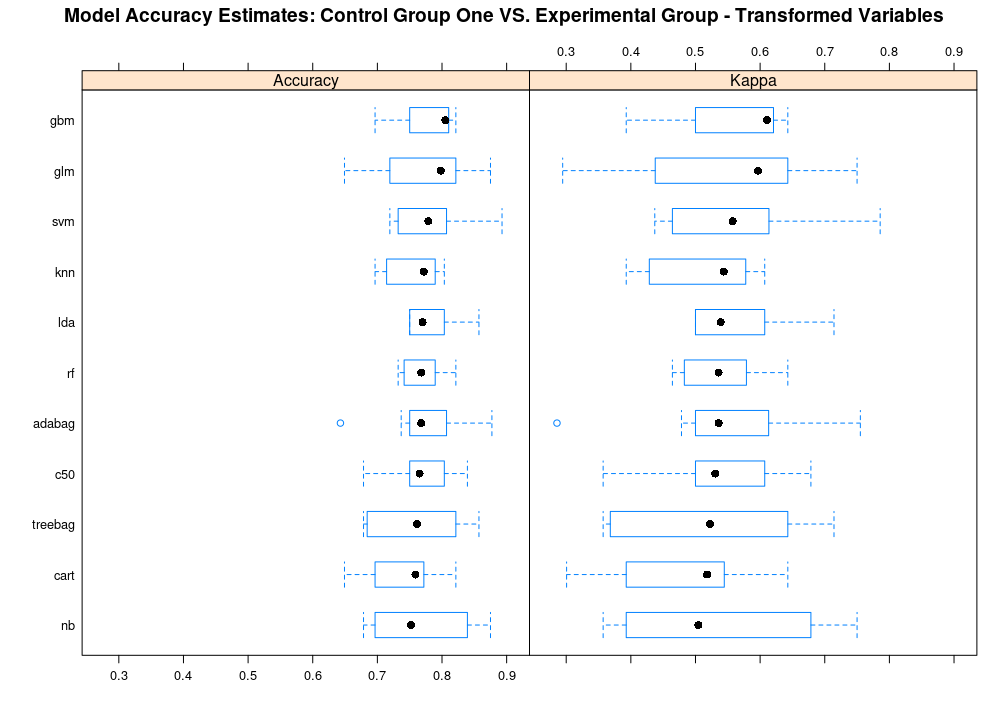 Model Accuracy Estimates: Control Group One VS. Experimental Group - Transformed Variables
0.3 0.4 0.5 0.6 0.7 0.8 0.9
Accuracy Kappa
gbm
glm
svm
knn
lda
rf
adabag
c50
treebag
cart
nb
0.3 0.4 0.5 0.6 0.7 0.8 0.9